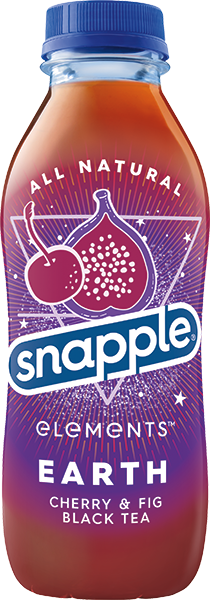 ALL NATURAL
snapple®
eLeMeNTS™
EARTH
CHERRY & FIG
BLACK TEA